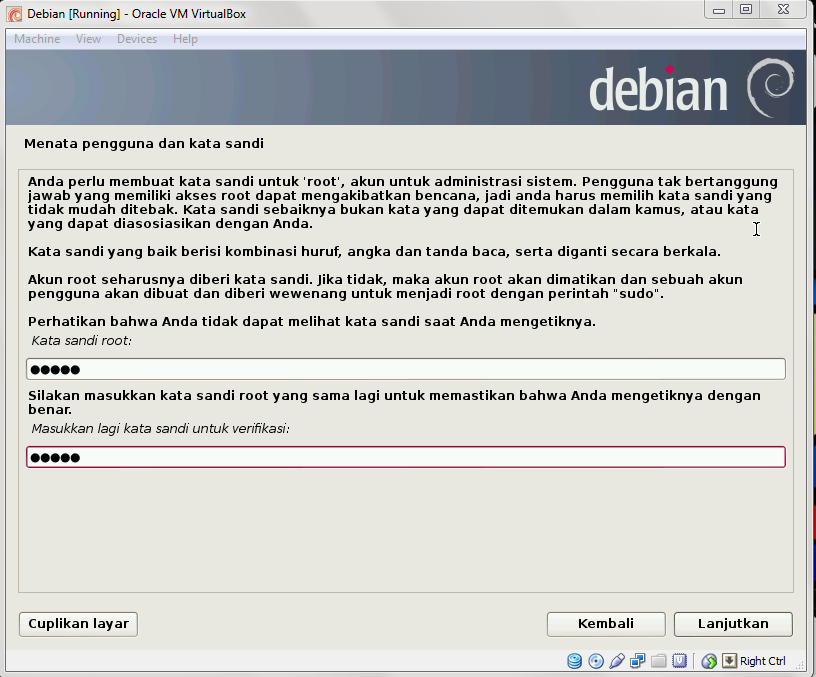 Debian [Running] - Oracle VM VirtualBox
Machine View Devices Help
debian
Menata pengguna dan kata sandi
Anda perlu membuat kata sandi untuk 'root', akun untuk administrasi sistem. Pengguna tak bertanggung
jawab yang memiliki akses root dapat mengakibatkan bencana, jadi anda harus memilih kata sandi yang
tidak mudah ditebak. Kata sandi sebaiknya bukan kata yang dapat ditemukan dalam kamus, atau kata
yang dapat diasosiasikan dengan Anda.
Kata sandi yang baik berisi kombinasi huruf, angka dan tanda baca, serta diganti secara berkala.
Akun root seharusnya diberi kata sandi. Jika tidak, maka akun root akan dimatikan dan sebuah akun
pengguna akan dibuat dan diberi wewenang untuk menjadi root dengan perintah "sudo".
Perhatikan bahwa Anda tidak dapat melihat kata sandi saat Anda mengetiknya.
Kata sandi root:
●●●●●
Silakan masukkan kata sandi root yang sama lagi untuk memastikan bahwa Anda mengetiknya dengan
benar.
Masukkan lagi kata sandi untuk verifikasi:
●●●●●
Cuplikan layar Kembali Lanjutkan
Right Ctrl